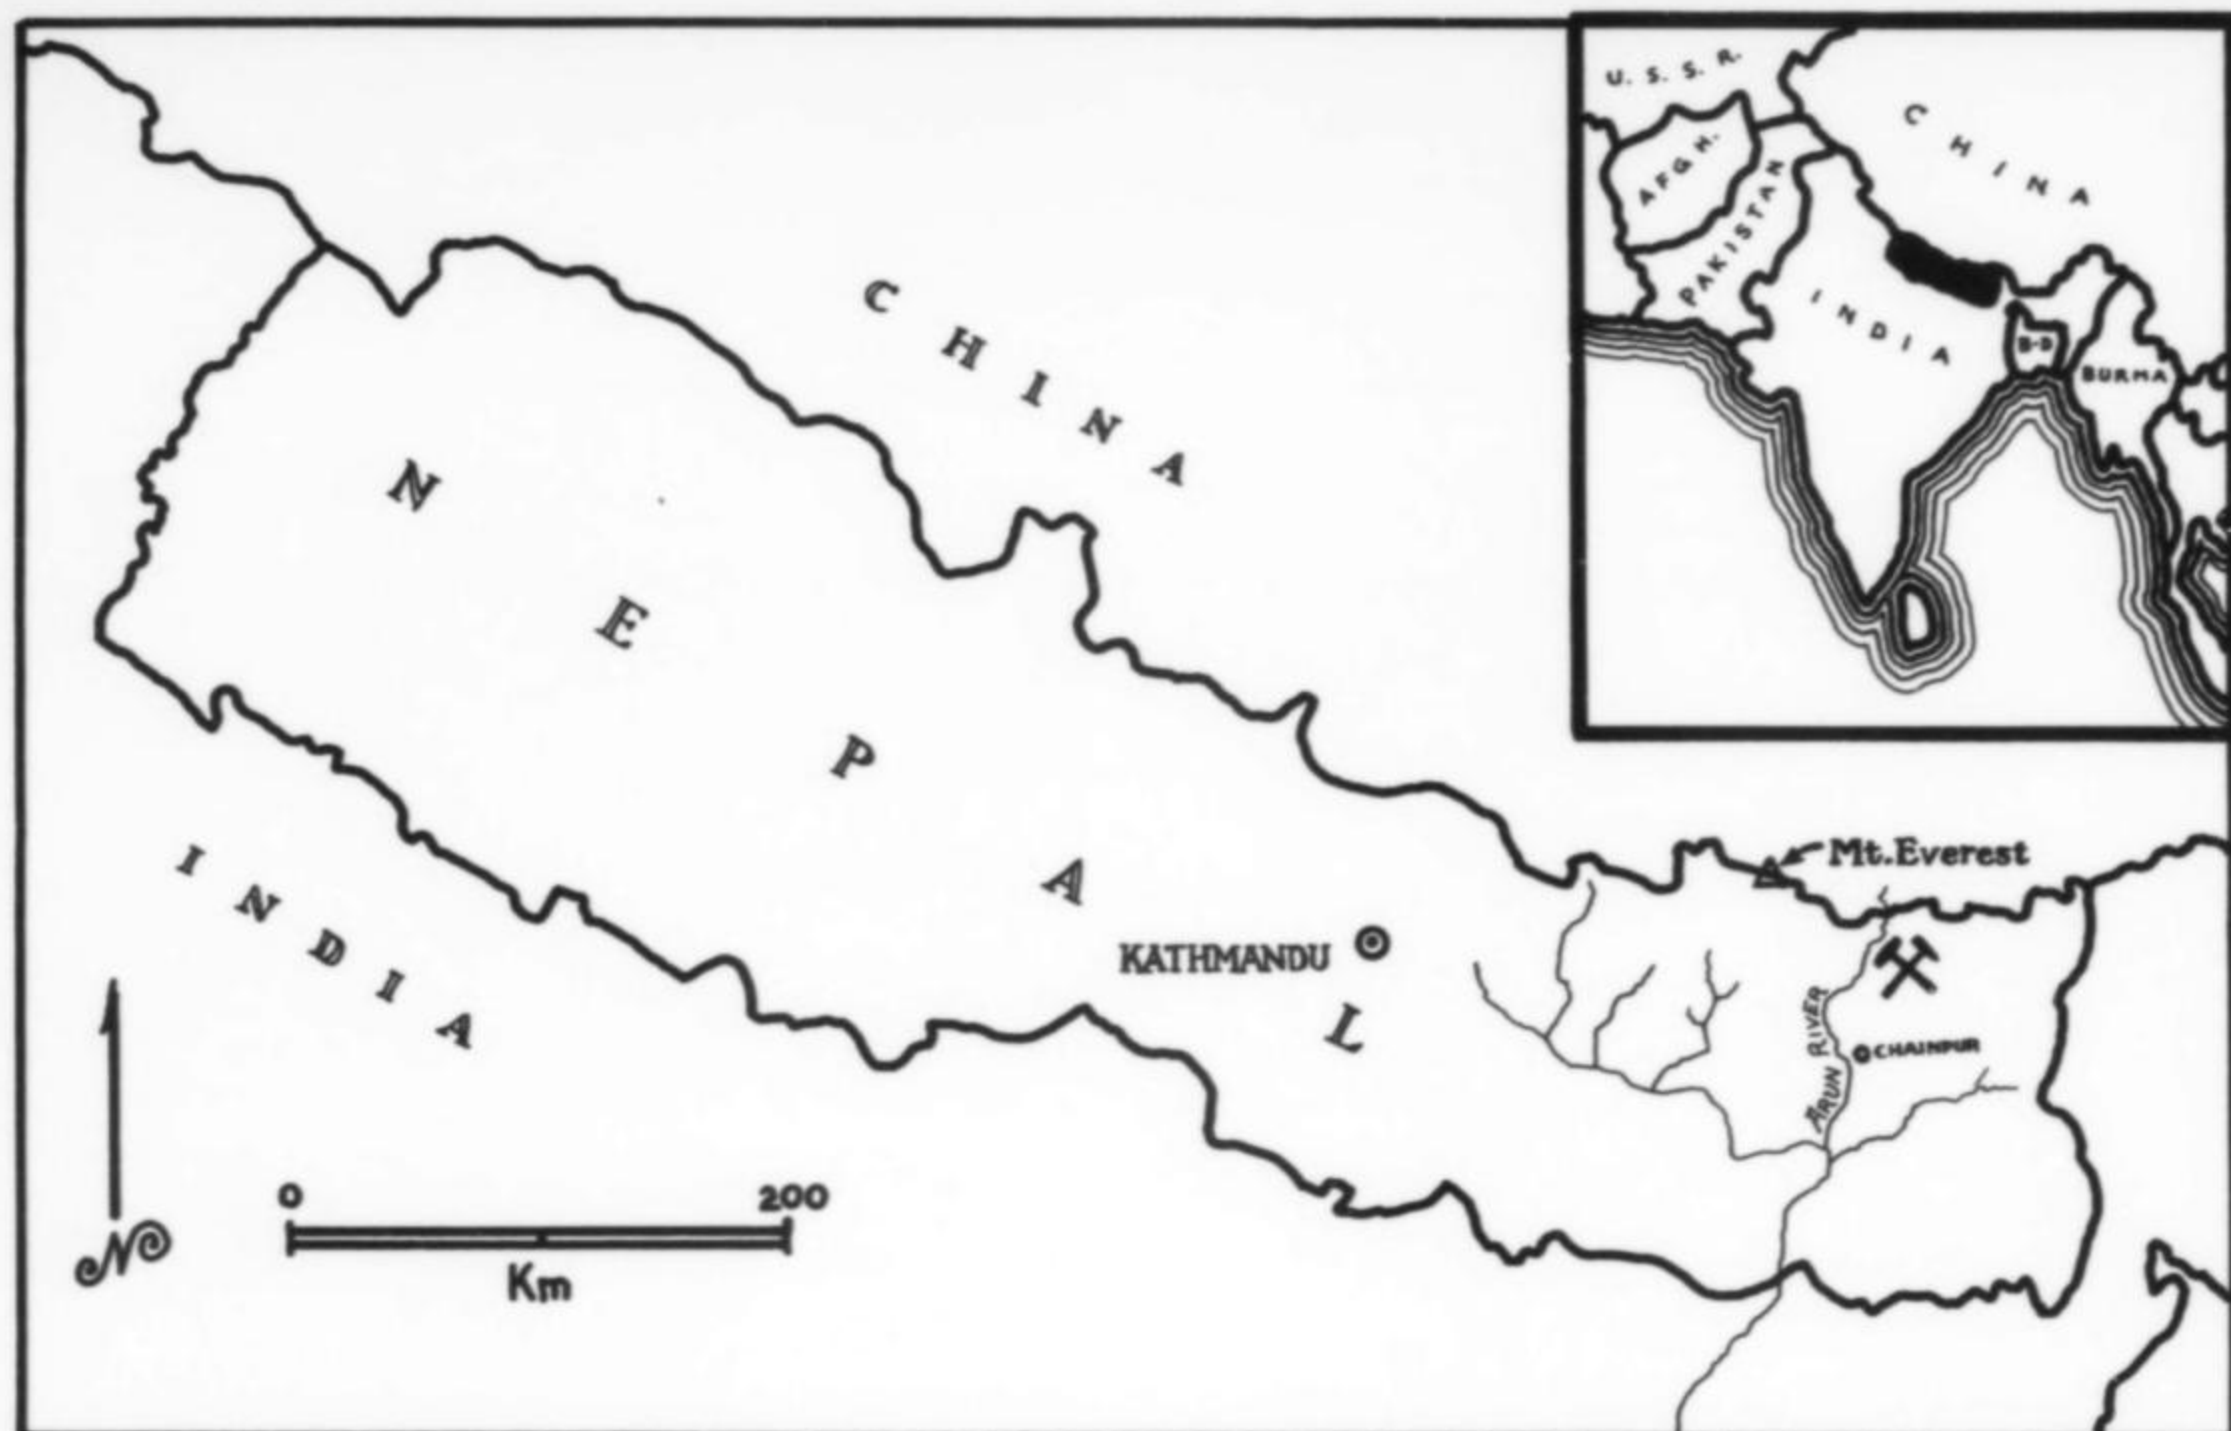 CHINA
NEPAL
INDIA
KATHMANDU
Mt.Everest
ARUN RIVER
CHAINPUR
N
0 200
Km
U.S.S.R.
CHINA
AFGH.
PAKISTAN
INDIA
B-D
BURMA